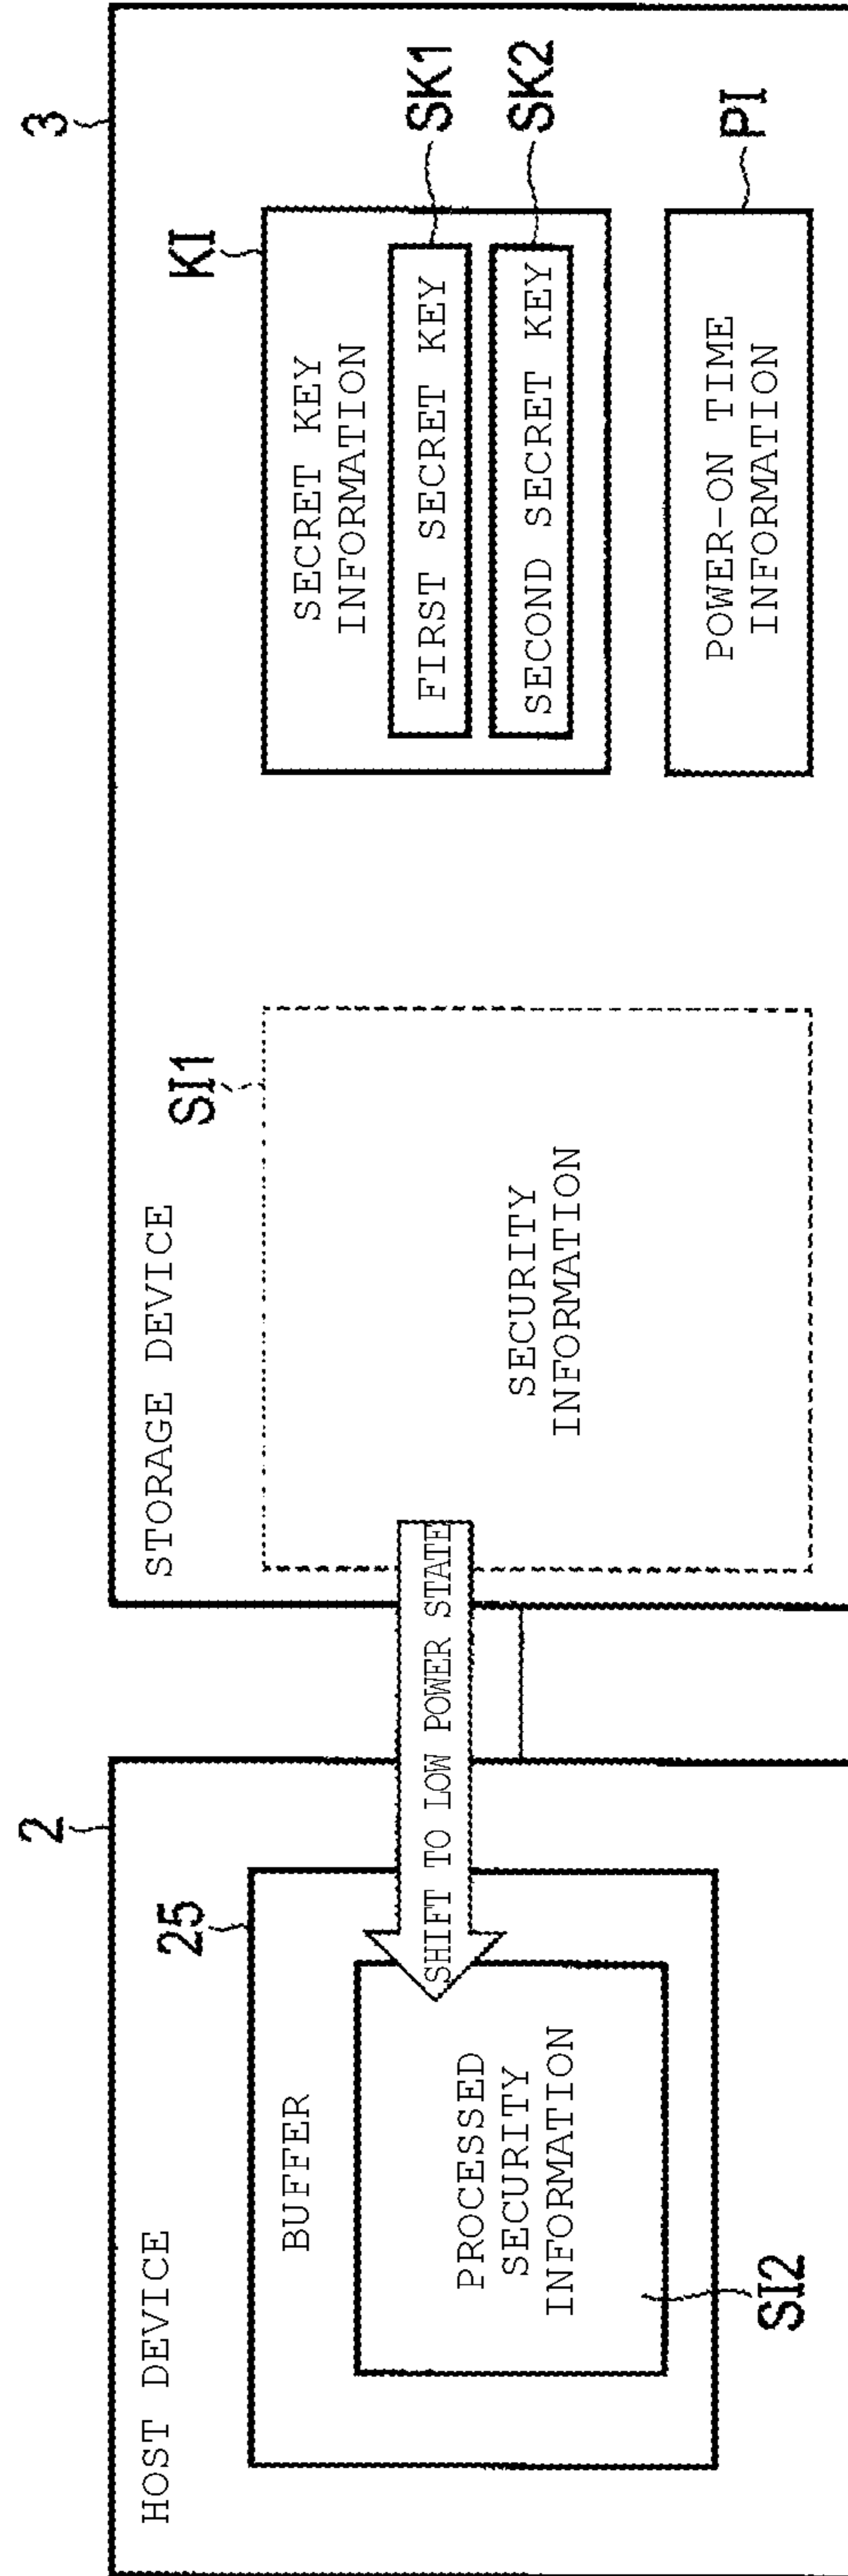 2
HOST DEVICE
25
BUFFER
PROCESSED
SECURITY
INFORMATION
SI2
SHIFT TO LOW POWER STATE
3
STORAGE DEVICE
SI1
SECURITY
INFORMATION
KI
SECRET KEY
INFORMATION
FIRST SECRET KEY
SK1
SECOND SECRET KEY
SK2
POWER-ON TIME
INFORMATION
PI